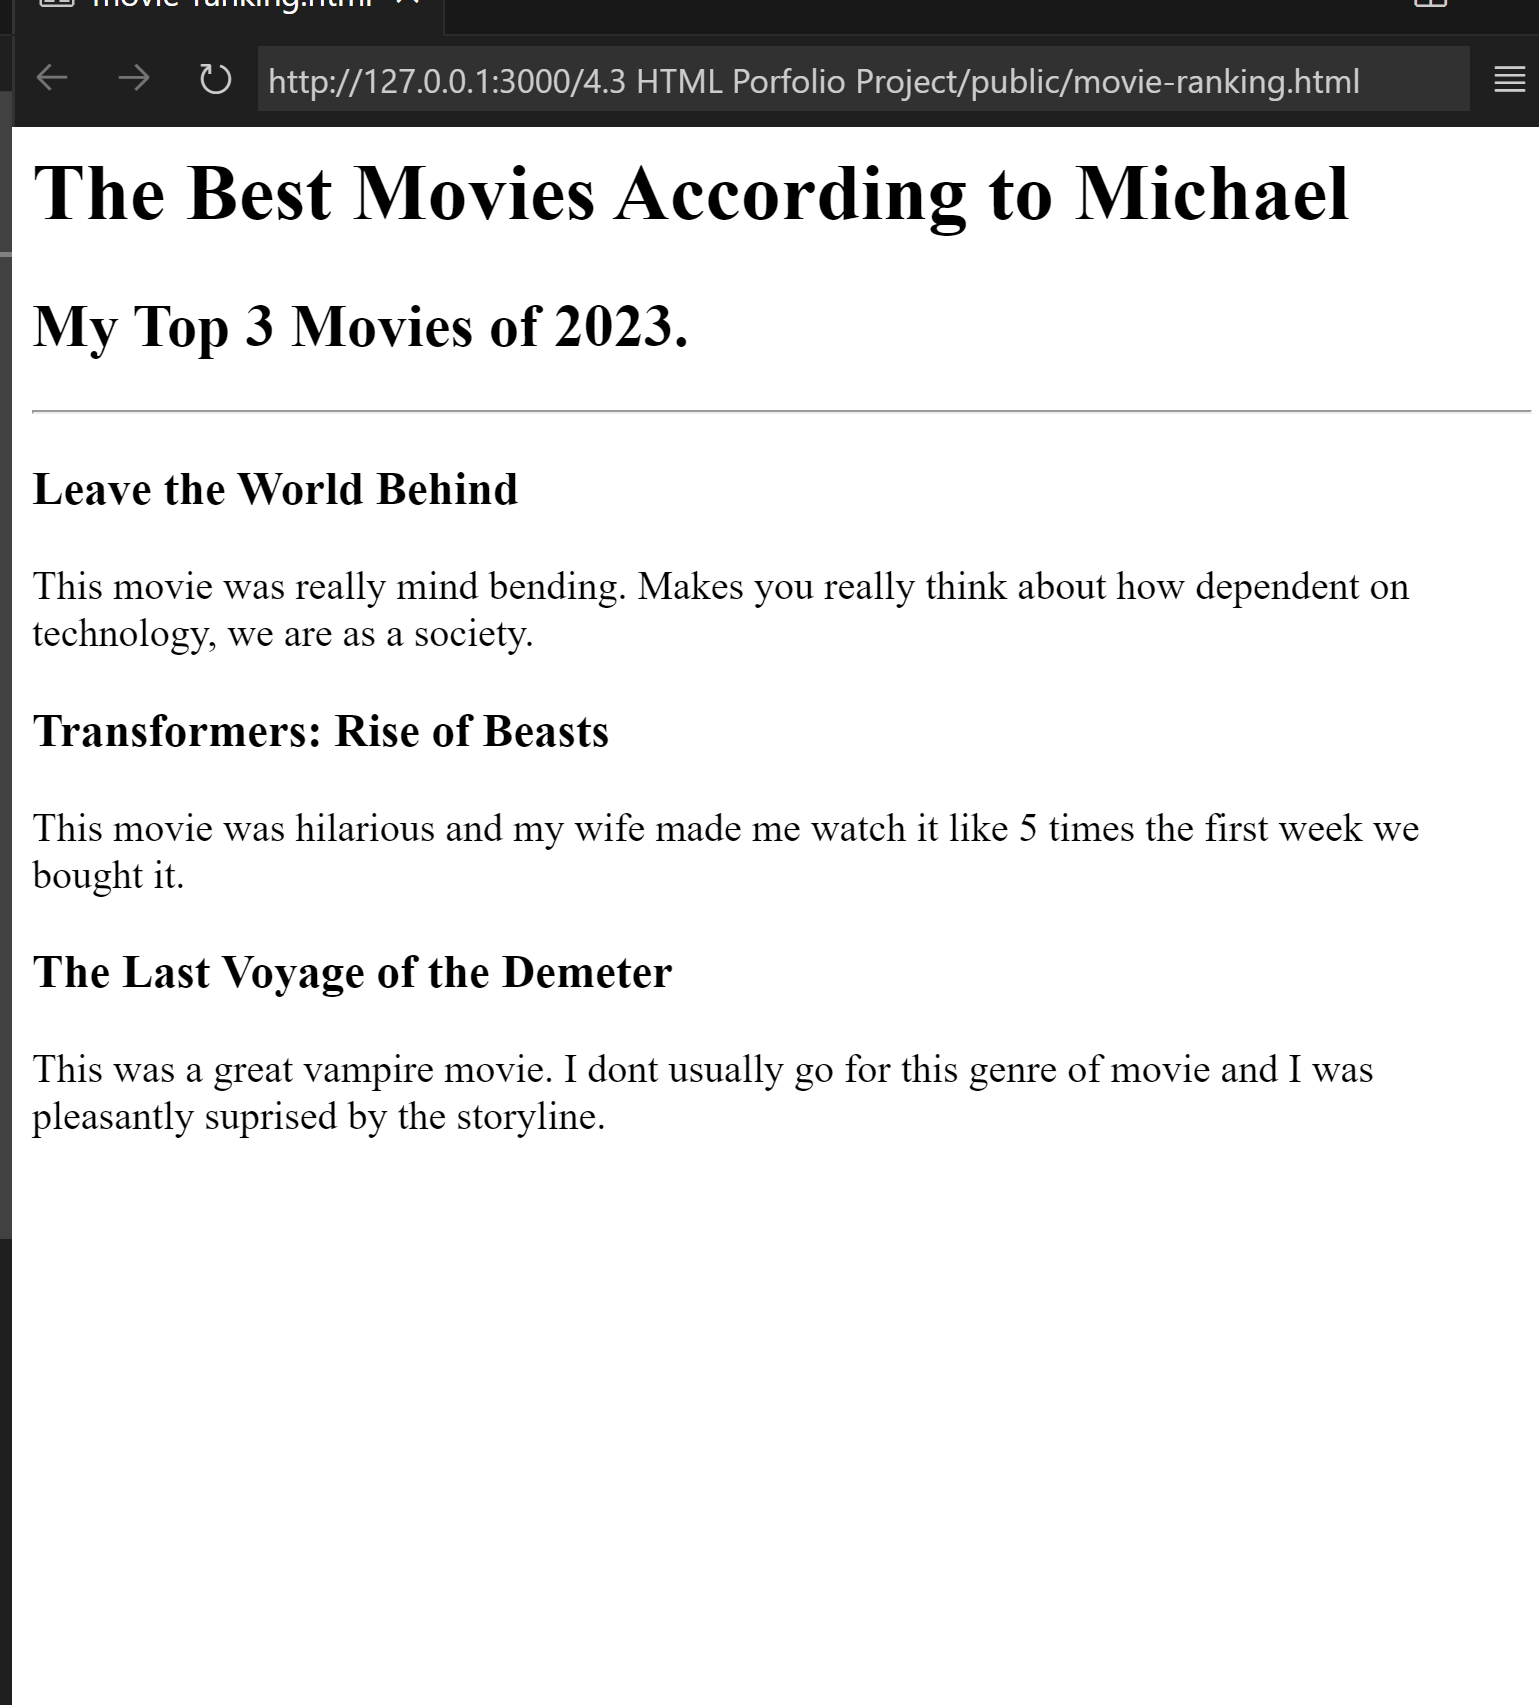 movie-ranking.html
http://127.0.0.1:3000/4.3 HTML Porfolio Project/public/movie-ranking.html
The Best Movies According to Michael
My Top 3 Movies of 2023.
Leave the World Behind
This movie was really mind bending. Makes you really think about how dependent on
technology, we are as a society.
Transformers: Rise of Beasts
This movie was hilarious and my wife made me watch it like 5 times the first week we
bought it.
The Last Voyage of the Demeter
This was a great vampire movie. I dont usually go for this genre of movie and I was
pleasantly suprised by the storyline.